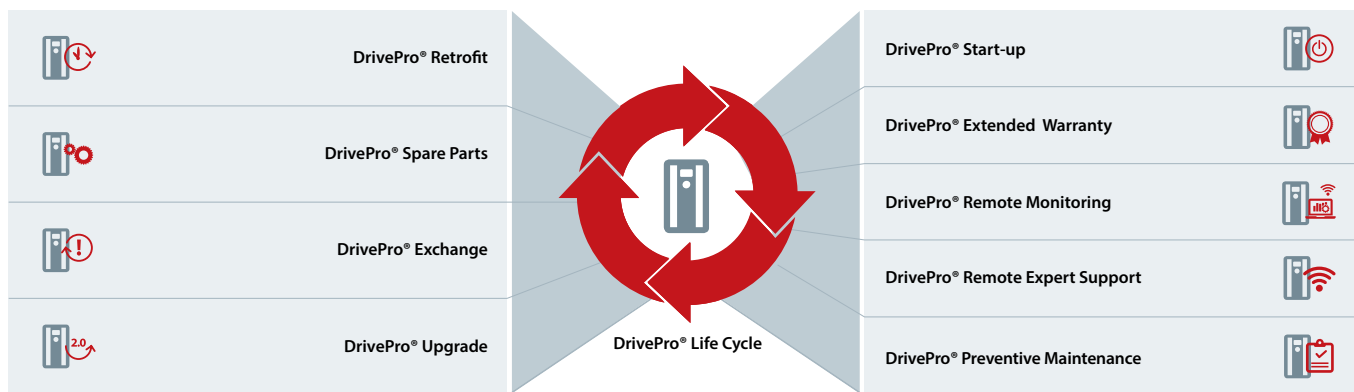 DrivePro® Retrofit
DrivePro® Spare Parts
DrivePro® Exchange
2.0
DrivePro® Upgrade
DrivePro® Life Cycle
DrivePro® Start-up
DrivePro® Extended Warranty
DrivePro® Remote Monitoring
DrivePro® Remote Expert Support
DrivePro® Preventive Maintenance